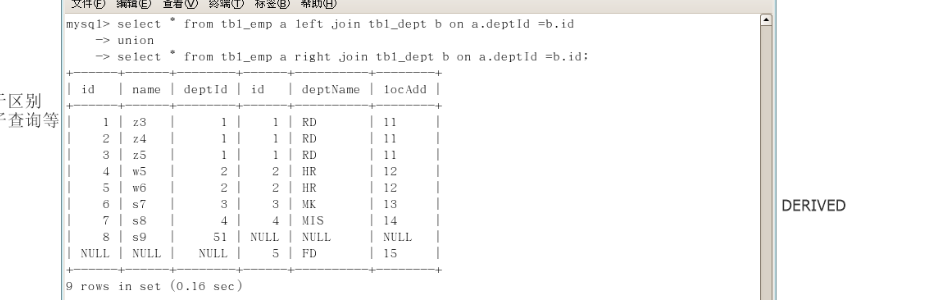 文件(F) 编辑(E) 查看(V) 终端(T) 标签(B) 帮助(H)
mysql> select * from tbl_emp a left join tbl_dept b on a.deptId =b.id
    -> union
    -> select * from tbl_emp a right join tbl_dept b on a.deptId =b.id;
+------+------+--------+------+----------+--------+
| id   | name | deptId | id   | deptName | locAdd |
+------+------+--------+------+----------+--------+
|    1 | z3   |      1 |    1 | RD       | 11     |
|    2 | z4   |      1 |    1 | RD       | 11     |
|    3 | z5   |      1 |    1 | RD       | 11     |
|    4 | w5   |      2 |    2 | HR       | 12     |
|    5 | w6   |      2 |    2 | HR       | 12     |
|    6 | s7   |      3 |    3 | MK       | 13     |
|    7 | s8   |      4 |    4 | MIS      | 14     |
|    8 | s9   |     51 | NULL | NULL     | NULL   |
| NULL | NULL |   NULL |    5 | FD       | 15     |
+------+------+--------+------+----------+--------+
9 rows in set (0.16 sec)
区别
查询等
DERIVED